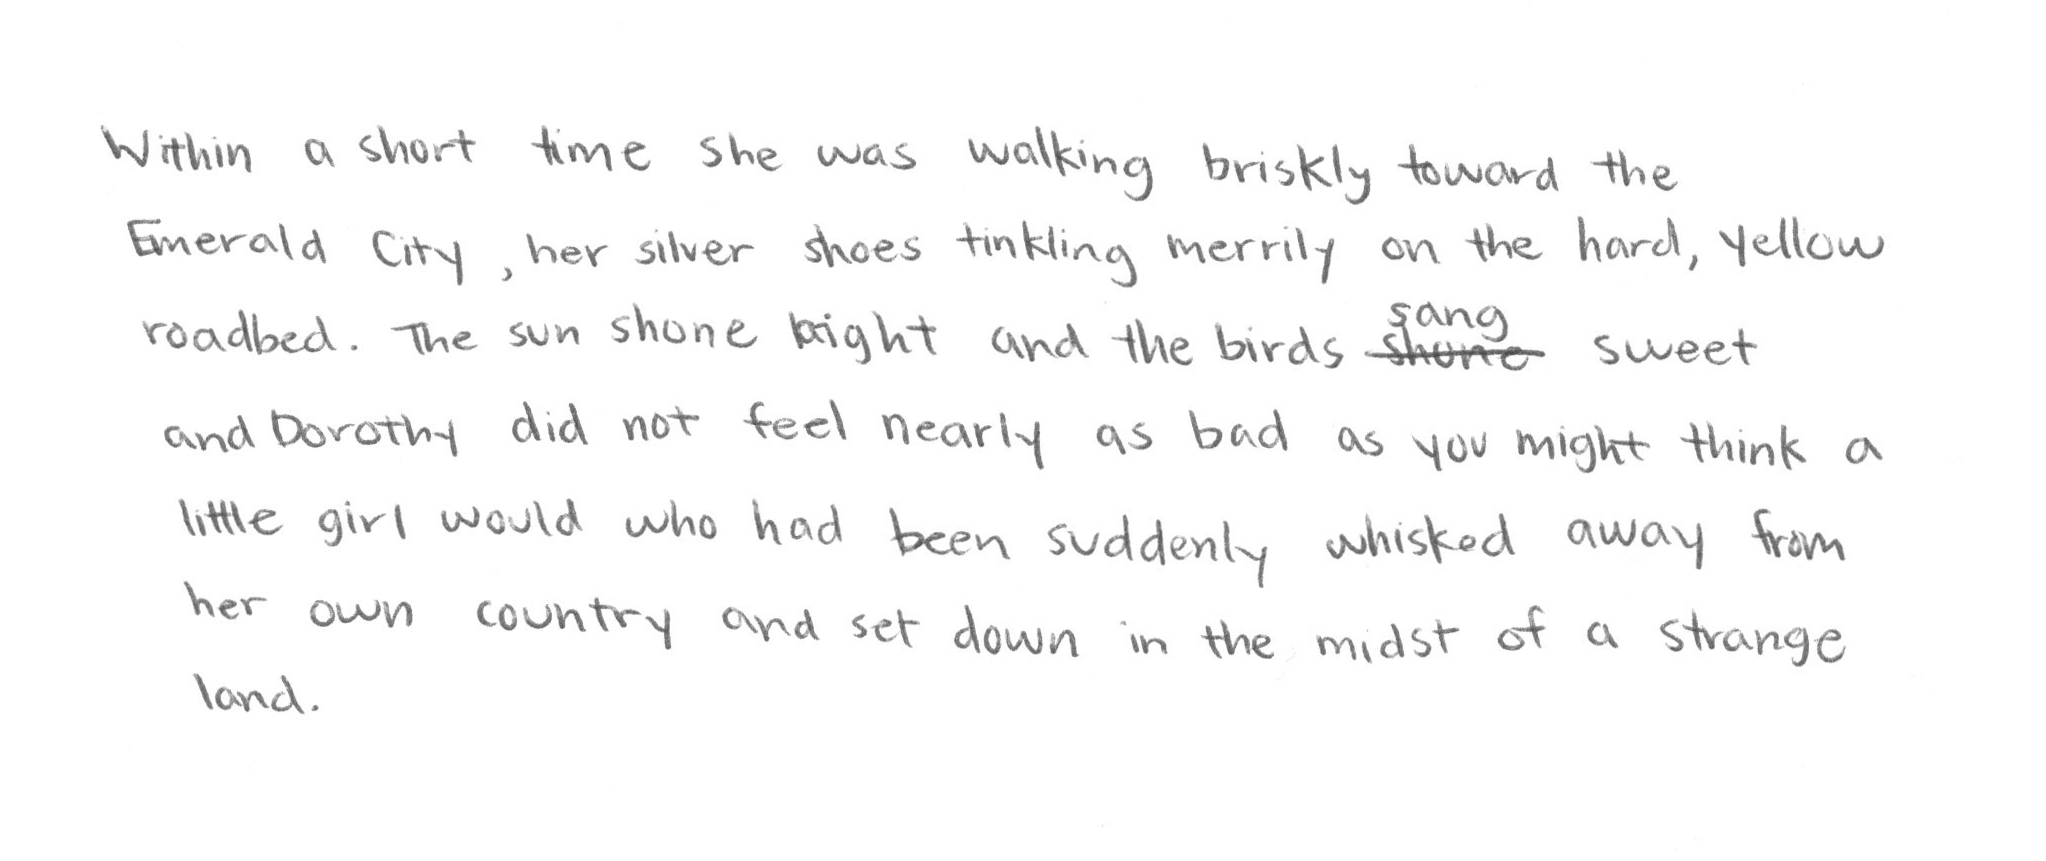 Within a short time she was walking briskly toward the
Emerald City, her silver shoes tinkling merrily on the hard, yellow
roadbed. The sun shone bright and the birds sang sweet
and Dorothy did not feel nearly as bad as you might think a
little girl would who had been suddenly whisked away from
her own country and set down in the midst of a strange
land.